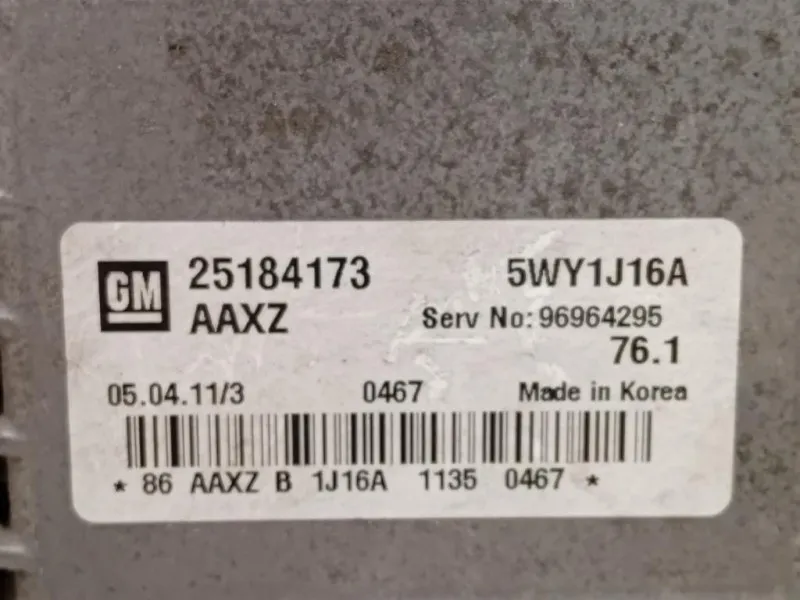 GM 25184173 5WY1J16A
AAXZ Serv No: 96964295
76.1
05.04.11/3 0467 Made in Korea
* 86 AAXZ B 1J16A 1135 0467 *